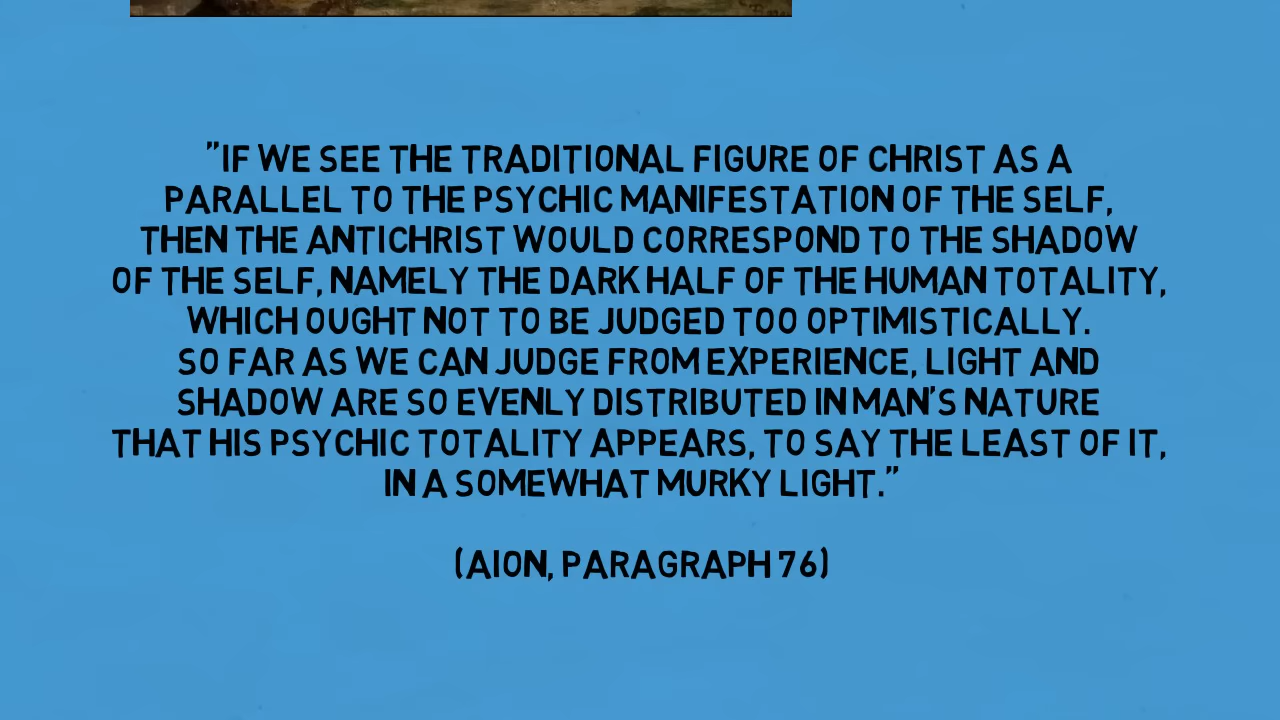 "IF WE SEE THE TRADITIONAL FIGURE OF CHRIST AS A
PARALLEL TO THE PSYCHIC MANIFESTATION OF THE SELF,
THEN THE ANTICHRIST WOULD CORRESPOND TO THE SHADOW
OF THE SELF, NAMELY THE DARK HALF OF THE HUMAN TOTALITY,
WHICH OUGHT NOT TO BE JUDGED TOO OPTIMISTICALLY.
SO FAR AS WE CAN JUDGE FROM EXPERIENCE, LIGHT AND
SHADOW ARE SO EVENLY DISTRIBUTED IN MAN'S NATURE
THAT HIS PSYCHIC TOTALITY APPEARS, TO SAY THE LEAST OF IT,
IN A SOMEWHAT MURKY LIGHT."
(AION, PARAGRAPH 76)